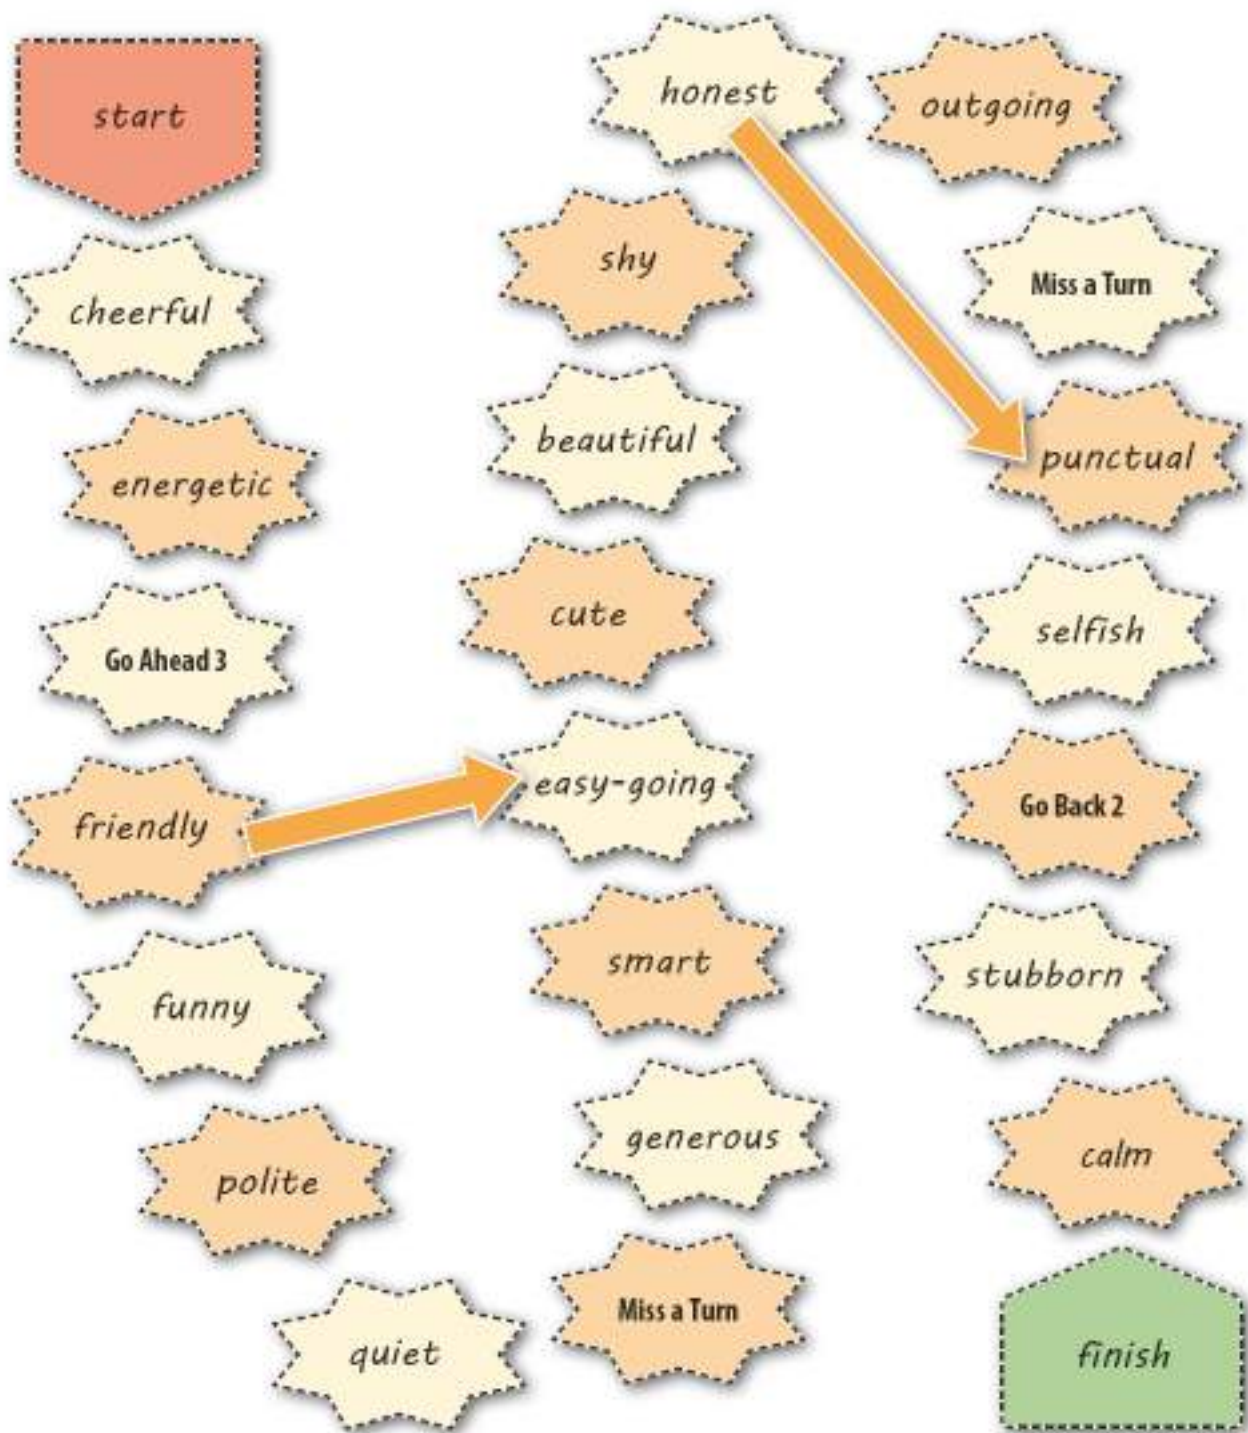 start
cheerful
energetic
Go Ahead 3
friendly
funny
polite
quiet
Miss a Turn
generous
smart
easy-going
cute
beautiful
shy
honest
outgoing
Miss a Turn
punctual
selfish
Go Back 2
stubborn
calm
finish